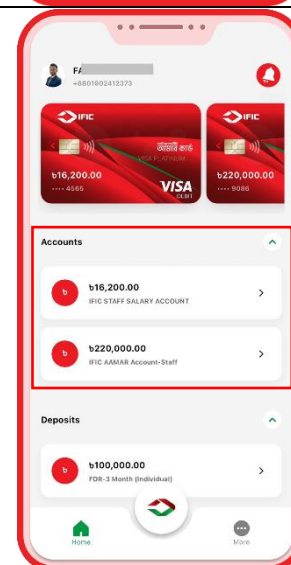 FA
+8801802412373
IFIC
IFIC
আমার কার্ড
VISA PLATINUM
৳16,200.00
৳220,000.00
•••• 4565
VISA
DEBIT
•••• 9086
Accounts
৳
৳16,200.00
IFIC STAFF SALARY ACCOUNT
৳
৳220,000.00
IFIC AAMAR Account-Staff
Deposits
৳
৳100,000.00
FDR-3 Month (Individual)
Home
More